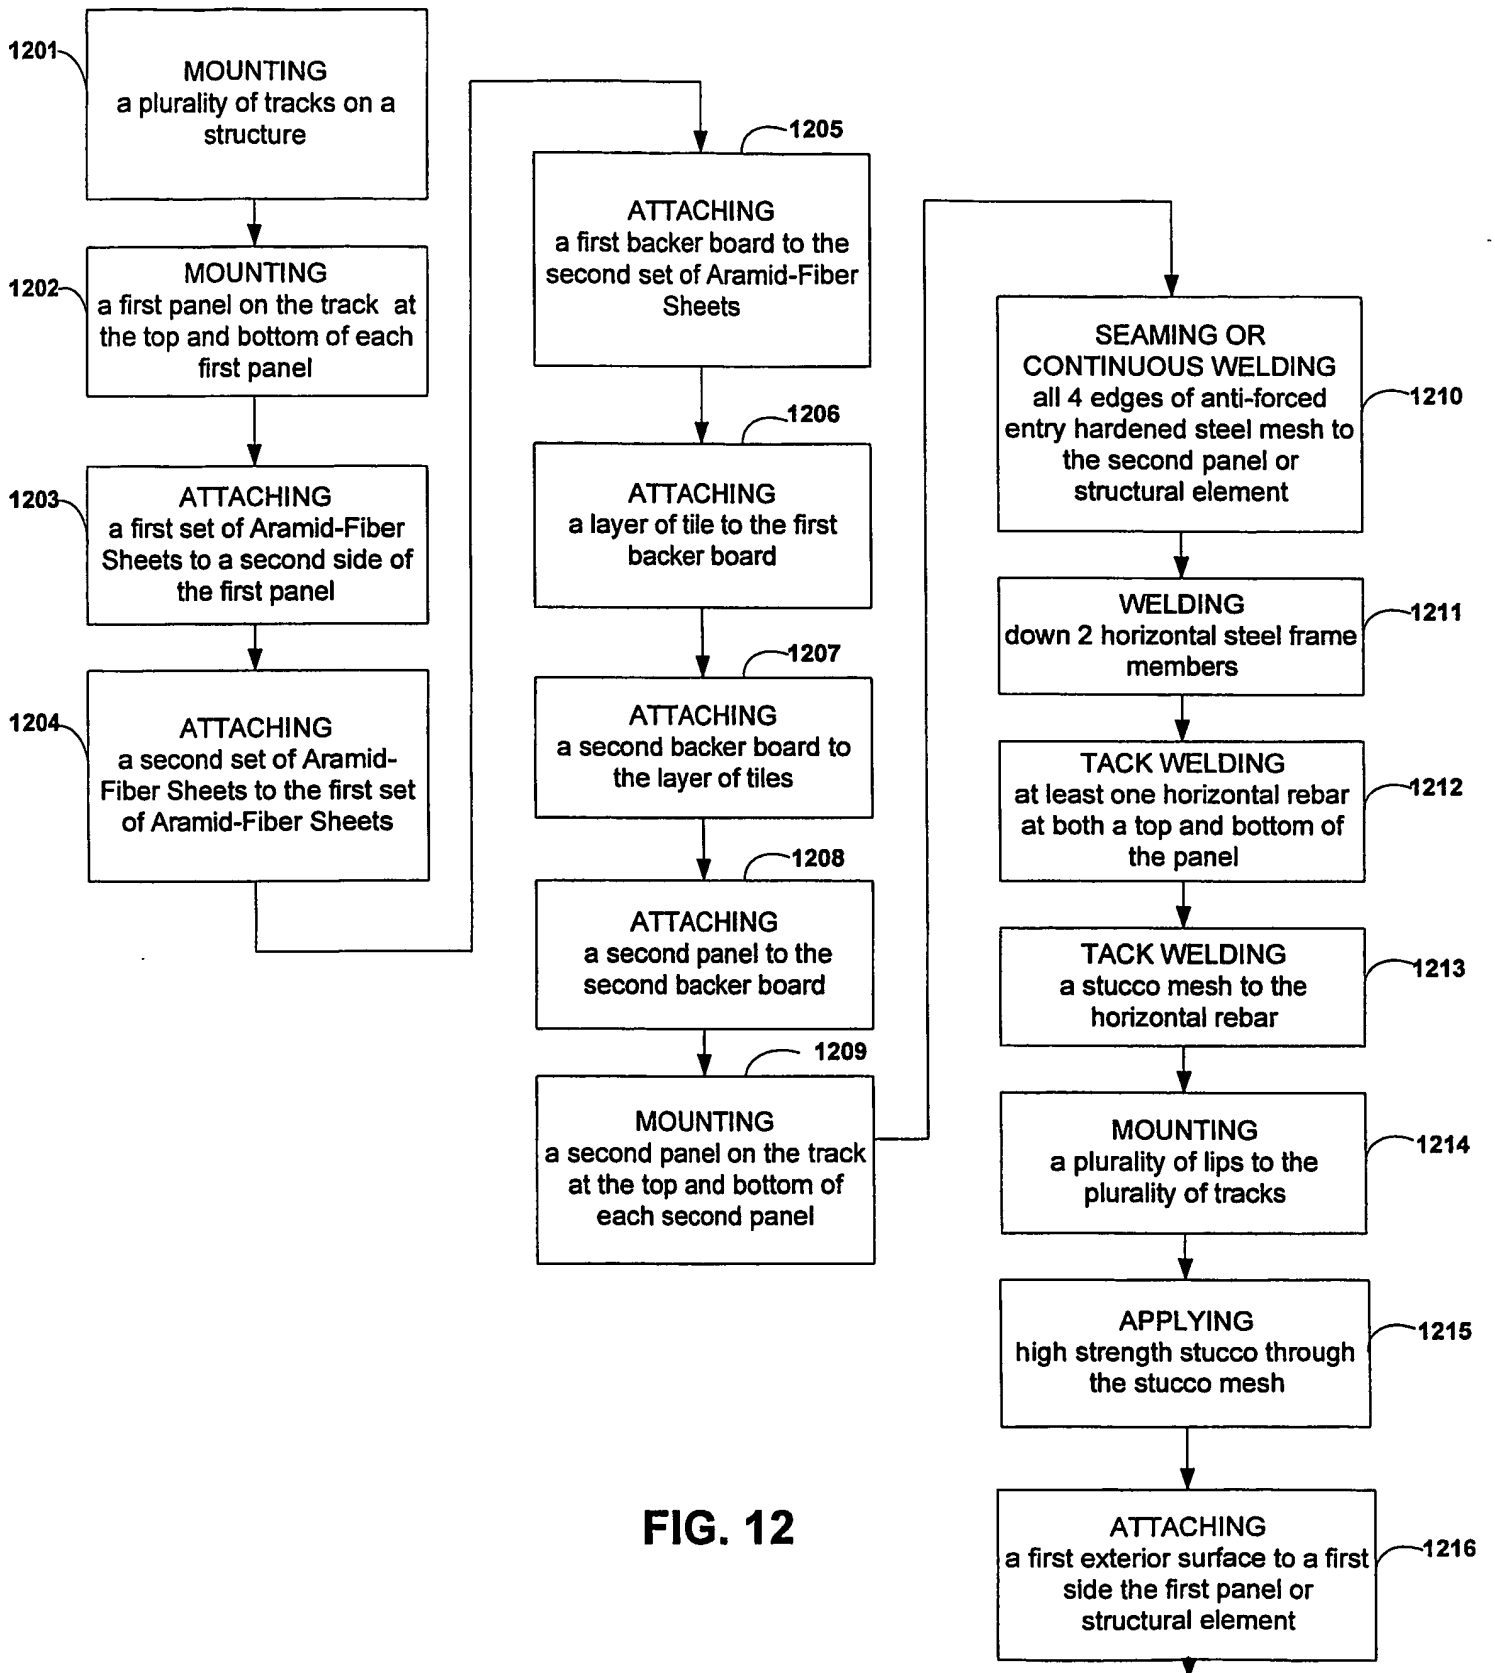 1201
MOUNTING
a plurality of tracks on a
structure
1202
MOUNTING
a first panel on the track at
the top and bottom of each
first panel
1203
ATTACHING
a first set of Aramid-Fiber
Sheets to a second side of
the first panel
1204
ATTACHING
a second set of Aramid-
Fiber Sheets to the first set
of Aramid-Fiber Sheets
1205
ATTACHING
a first backer board to the
second set of Aramid-Fiber
Sheets
1206
ATTACHING
a layer of tile to the first
backer board
1207
ATTACHING
a second backer board to
the layer of tiles
1208
ATTACHING
a second panel to the
second backer board
1209
MOUNTING
a second panel on the track
at the top and bottom of
each second panel
SEAMING OR
CONTINUOUS WELDING
all 4 edges of anti-forced
entry hardened steel mesh to
the second panel or
structural element
1210
WELDING
down 2 horizontal steel frame
members
1211
TACK WELDING
at least one horizontal rebar
at both a top and bottom of
the panel
1212
TACK WELDING
a stucco mesh to the
horizontal rebar
1213
MOUNTING
a plurality of lips to the
plurality of tracks
1214
APPLYING
high strength stucco through
the stucco mesh
1215
ATTACHING
a first exterior surface to a first
side the first panel or
structural element
1216
FIG. 12